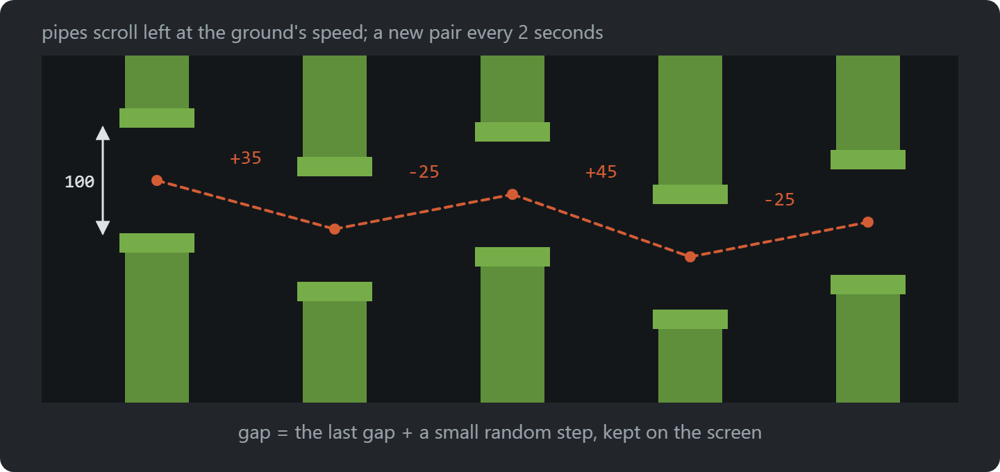 pipes scroll left at the ground's speed; a new pair every 2 seconds
+35
-25
+45
-25
100
gap = the last gap + a small random step, kept on the screen